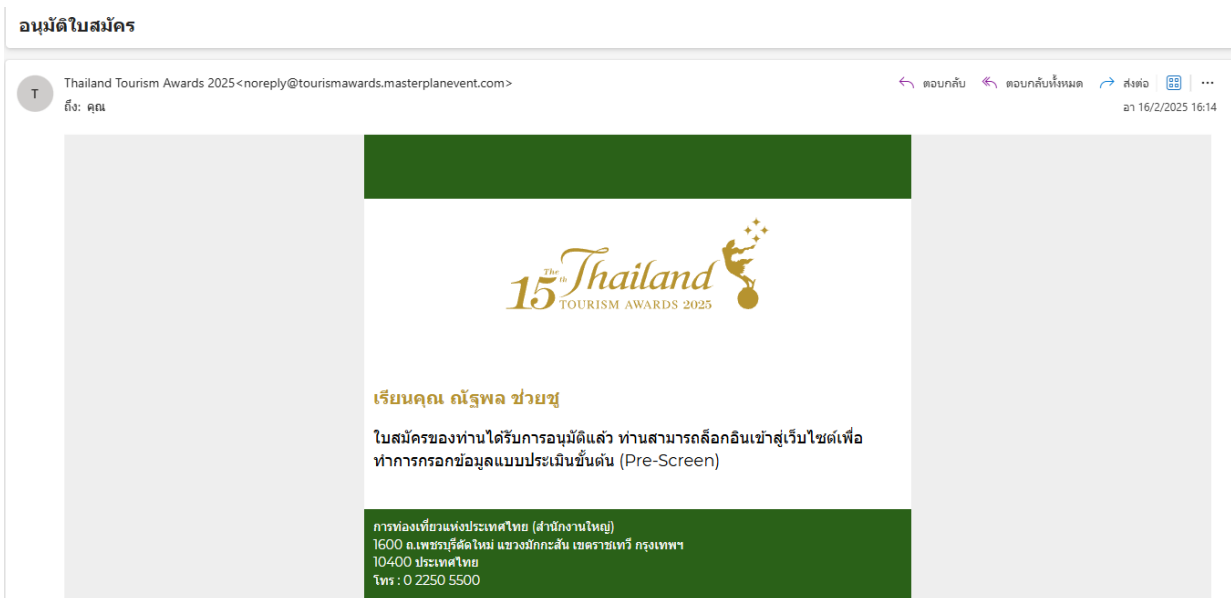 อนุมัติใบสมัคร
T
Thailand Tourism Awards 2025<noreply@tourismawards.masterplanevent.com>
ตอบกลับ ตอบกลับทั้งหมด ส่งต่อ
ถึง: คุณ
อา 16/2/2025 16:14
The 15th Thailand
TOURISM AWARDS 2025
เรียนคุณ ณัฐพล ช่วยชู
ใบสมัครของท่านได้รับการอนุมัติแล้ว ท่านสามารถล็อกอินเข้าสู่เว็บไซต์เพื่อ
ทำการกรอกข้อมูลแบบประเมินขั้นต้น (Pre-Screen)
การท่องเที่ยวแห่งประเทศไทย (สำนักงานใหญ่)
1600 ถ.เพชรบุรีตัดใหม่ แขวงมักกะสัน เขตราชเทวี กรุงเทพฯ
10400 ประเทศไทย
โทร : 0 2250 5500